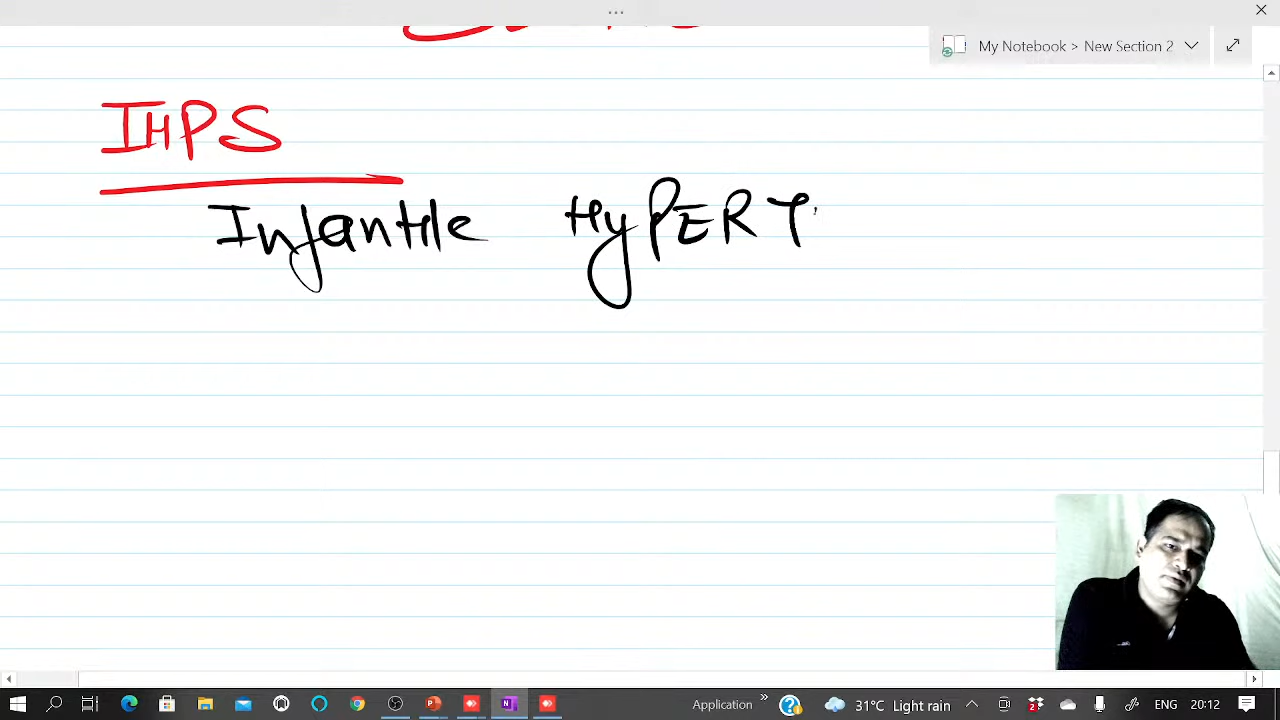 My Notebook > New Section 2
IHPS
Infantile HyPERT
Application
31°C Light rain
ENG
20:12